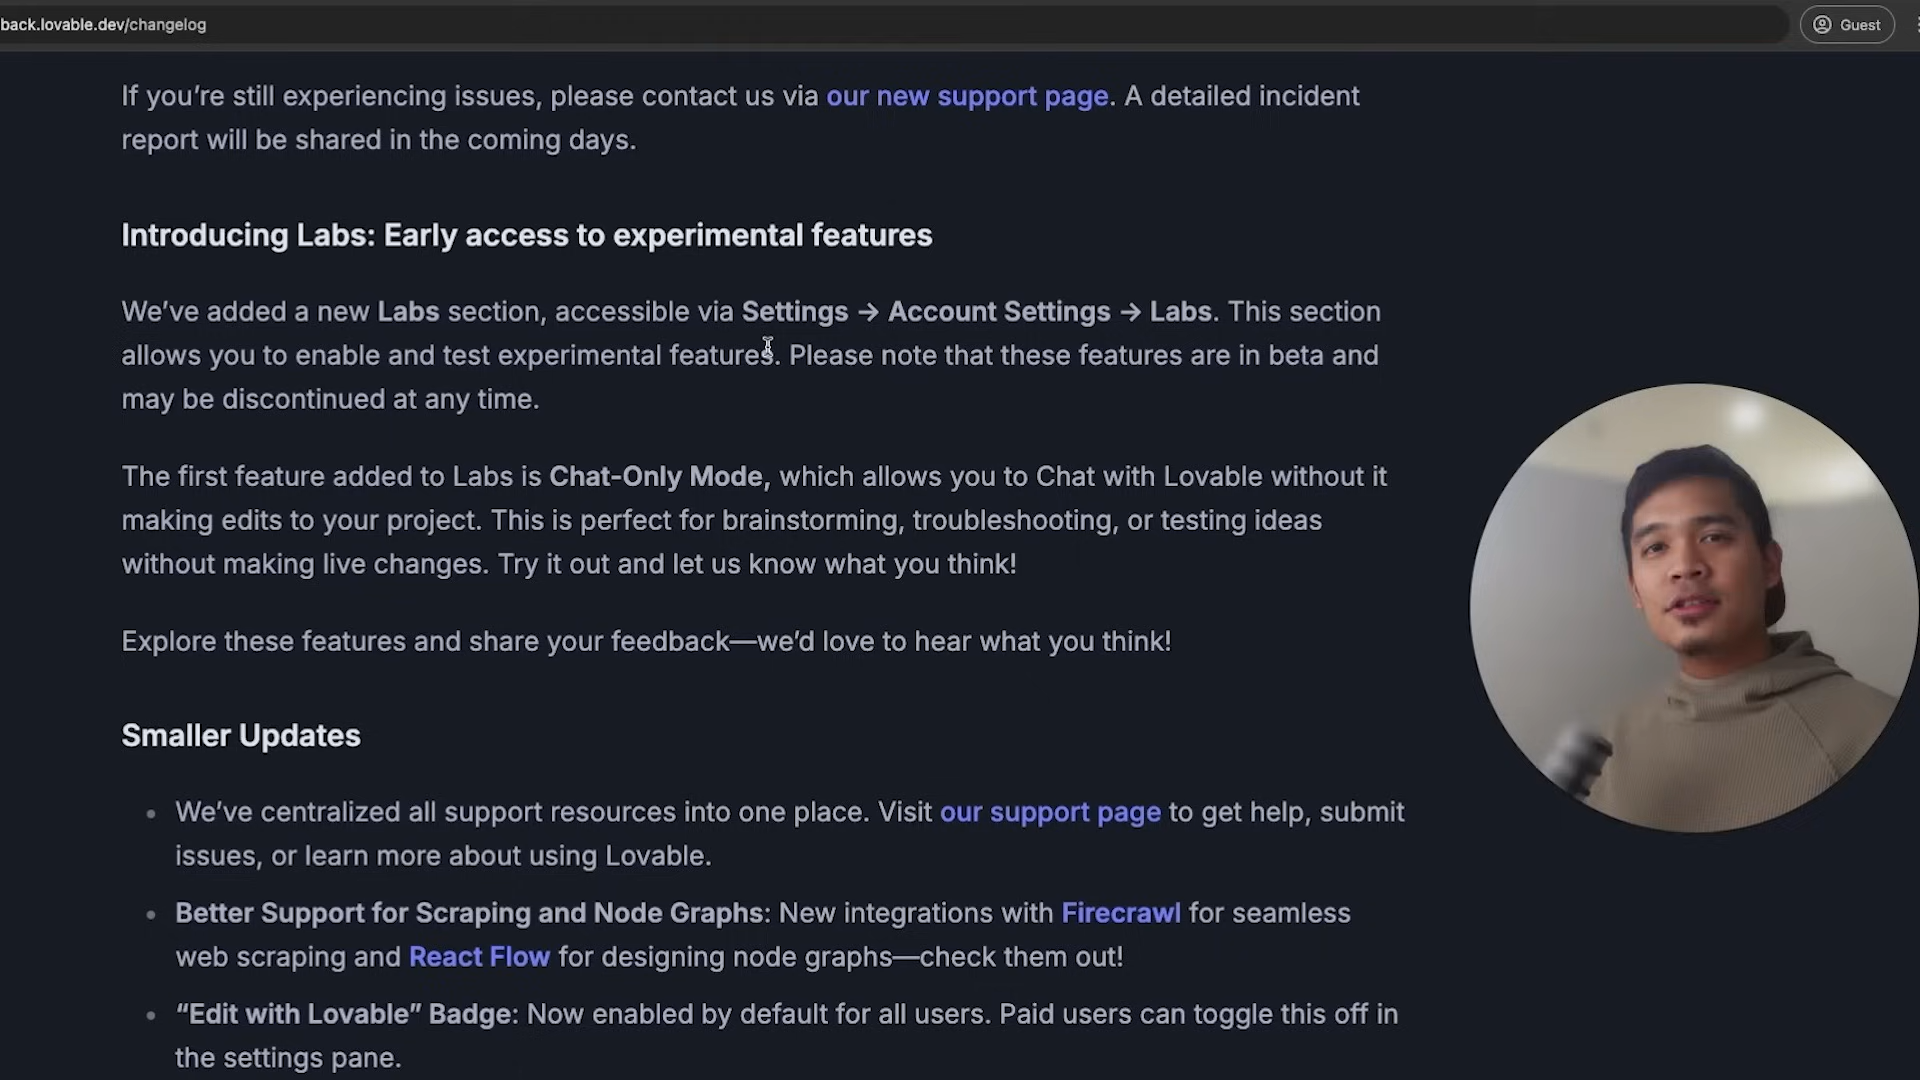 back.lovable.dev/changelog
Guest
If you’re still experiencing issues, please contact us via our new support page. A detailed incident
report will be shared in the coming days.
Introducing Labs: Early access to experimental features
We’ve added a new Labs section, accessible via Settings → Account Settings → Labs. This section
allows you to enable and test experimental features. Please note that these features are in beta and
may be discontinued at any time.
The first feature added to Labs is Chat-Only Mode, which allows you to Chat with Lovable without it
making edits to your project. This is perfect for brainstorming, troubleshooting, or testing ideas
without making live changes. Try it out and let us know what you think!
Explore these features and share your feedback—we’d love to hear what you think!
Smaller Updates
• We’ve centralized all support resources into one place. Visit our support page to get help, submit
issues, or learn more about using Lovable.
• Better Support for Scraping and Node Graphs: New integrations with Firecrawl for seamless
web scraping and React Flow for designing node graphs—check them out!
• “Edit with Lovable” Badge: Now enabled by default for all users. Paid users can toggle this off in
the settings pane.